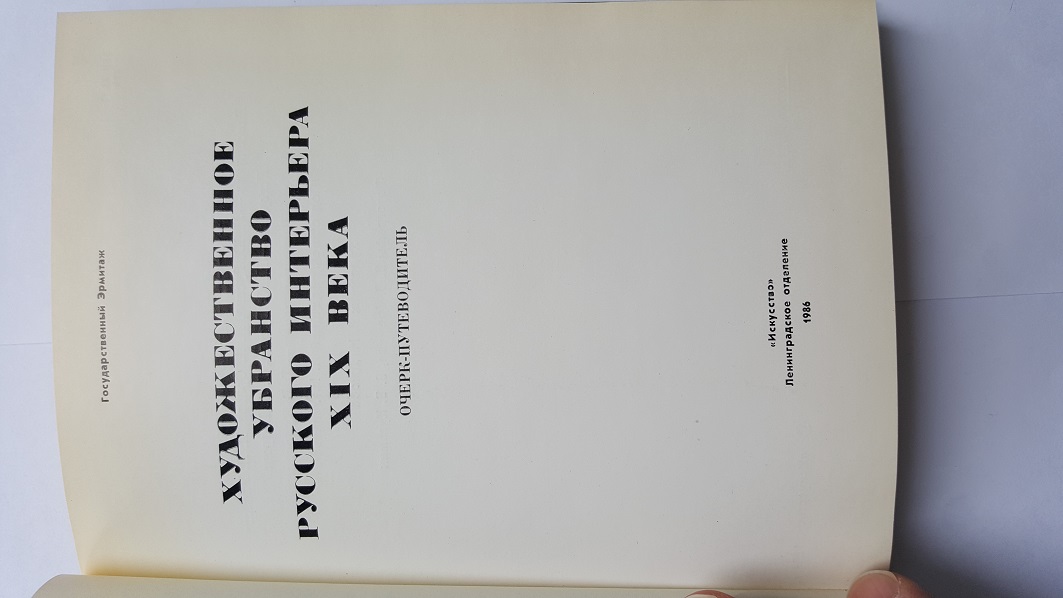 Государственный Эрмитаж
ХУДОЖЕСТВЕННОЕ
УБРАНСТВО
РУССКОГО ИНТЕРЬЕРА
XIX ВЕКА
ОЧЕРК-ПУТЕВОДИТЕЛЬ
«Искусство»
Ленинградское отделение
1986